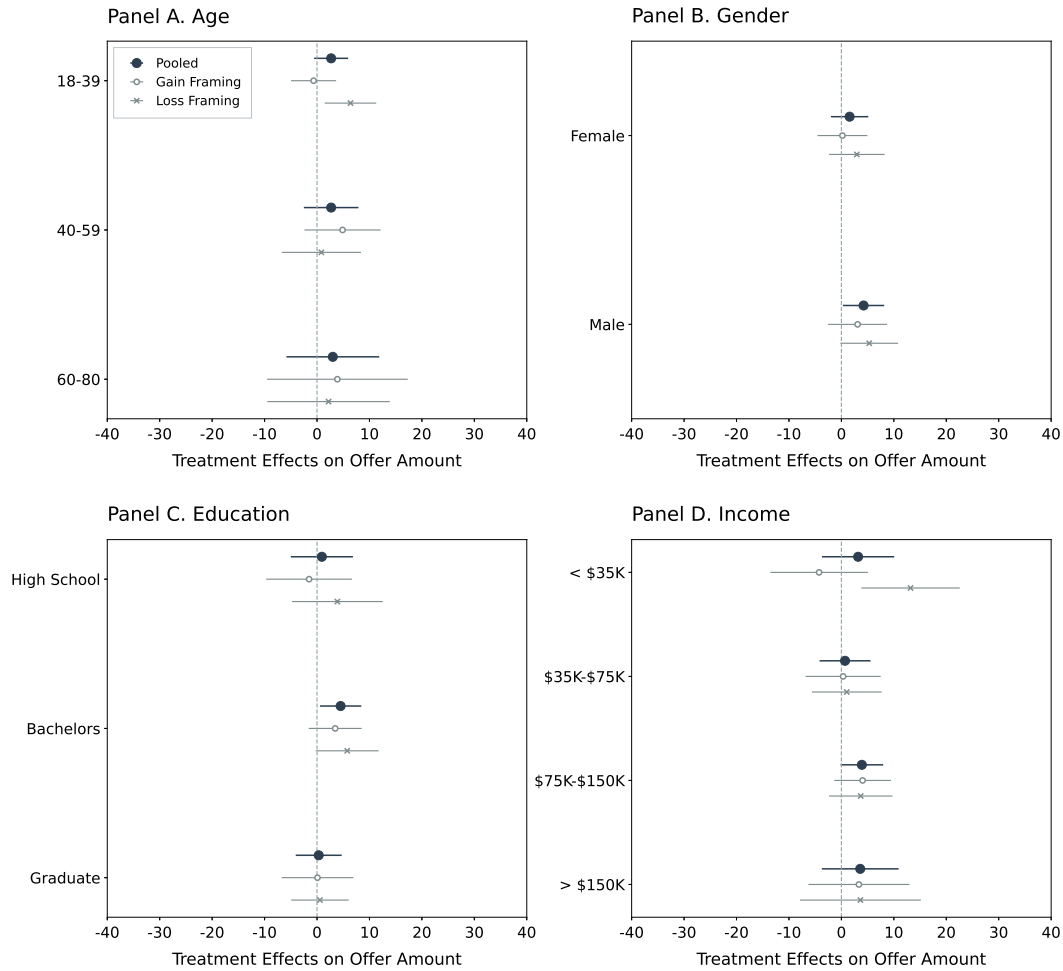 Panel A. Age
Pooled
Gain Framing
Loss Framing
18-39
40-59
60-80
-40 -30 -20 -10 0 10 20 30 40
Treatment Effects on Offer Amount
Panel B. Gender
Female
Male
-40 -30 -20 -10 0 10 20 30 40
Treatment Effects on Offer Amount
Panel C. Education
High School
Bachelors
Graduate
-40 -30 -20 -10 0 10 20 30 40
Treatment Effects on Offer Amount
Panel D. Income
< $35K
$35K-$75K
$75K-$150K
> $150K
-40 -30 -20 -10 0 10 20 30 40
Treatment Effects on Offer Amount